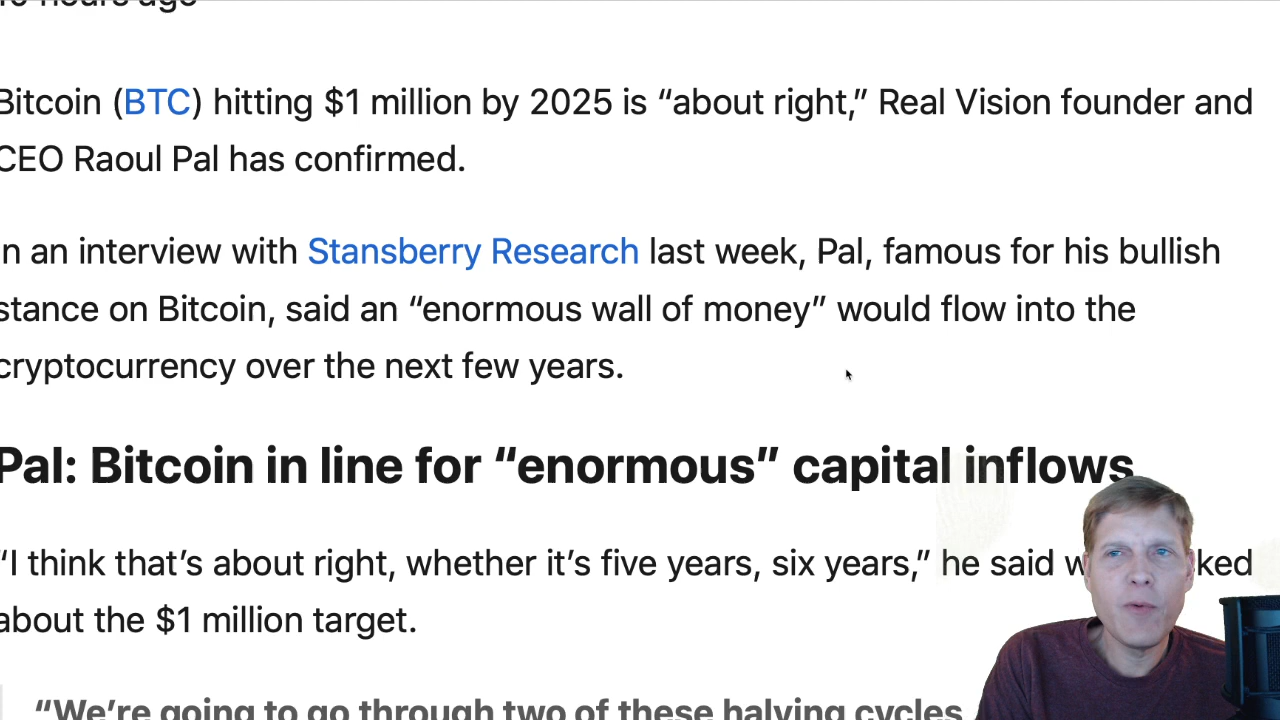 Bitcoin (BTC) hitting $1 million by 2025 is “about right,” Real Vision founder and
CEO Raoul Pal has confirmed.
In an interview with Stansberry Research last week, Pal, famous for his bullish
stance on Bitcoin, said an “enormous wall of money” would flow into the
cryptocurrency over the next few years.
Pal: Bitcoin in line for “enormous” capital inflows
“I think that’s about right, whether it’s five years, six years,” he said
about the $1 million target.
“We’re going to go through two of these halving cycles